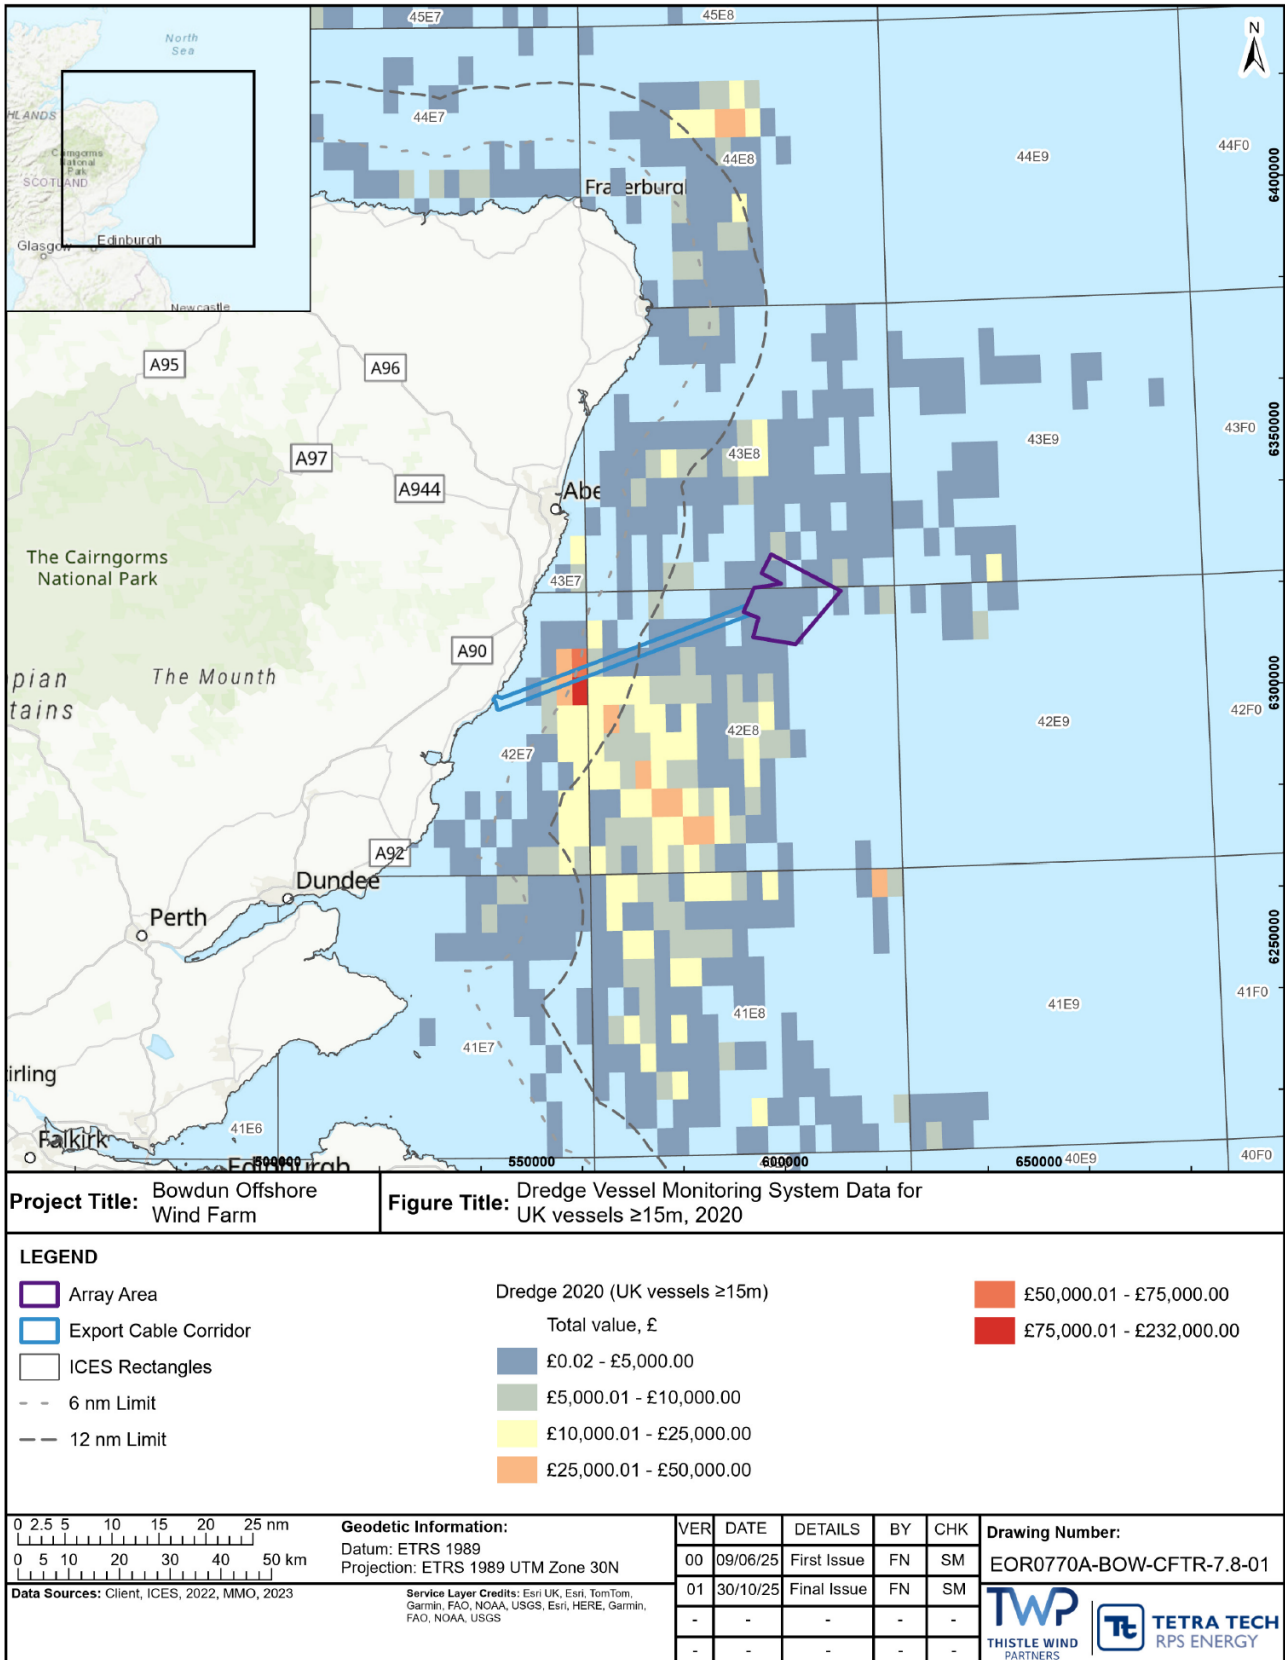 45E7
45E8
North
Sea
N
HLANDS
Cairngorms
National
Park
SCOTLAND
Glasgow
Edinburgh
Newcastle
44E7
44E8
44E9
44F0
6400000
Fraserburgh
A95
A96
A97
A944
43E8
43E9
43F0
6350000
Abe
The Cairngorms
National Park
43E7
A90
The Mounth
pian
tains
6300000
42E7
42E8
42E9
42F0
A92
Dundee
Perth
6250000
41E7
41E8
41E9
41F0
irling
41E6
Falkirk
Edinburgh
500000
550000
600000
650000
40E9
40F0
Project Title: Bowdun Offshore
Wind Farm
Figure Title: Dredge Vessel Monitoring System Data for
UK vessels ≥15m, 2020
LEGEND
Array Area
Export Cable Corridor
ICES Rectangles
6 nm Limit
12 nm Limit
Dredge 2020 (UK vessels ≥15m)
Total value, £
£0.02 - £5,000.00
£5,000.01 - £10,000.00
£10,000.01 - £25,000.00
£25,000.01 - £50,000.00
£50,000.01 - £75,000.00
£75,000.01 - £232,000.00
0 2.5 5 10 15 20 25 nm
0 5 10 20 30 40 50 km
Geodetic Information:
Datum: ETRS 1989
Projection: ETRS 1989 UTM Zone 30N
Data Sources: Client, ICES, 2022, MMO, 2023
Service Layer Credits: Esri UK, Esri, TomTom,
Garmin, FAO, NOAA, USGS, Esri, HERE, Garmin,
FAO, NOAA, USGS
VER DATE DETAILS BY CHK
00 09/06/25 First Issue FN SM
01 30/10/25 Final Issue FN SM
- - - - -
- - - - -
Drawing Number:
EOR0770A-BOW-CFTR-7.8-01
TWP
THISTLE WIND
PARTNERS
Tt
TETRA TECH
RPS ENERGY